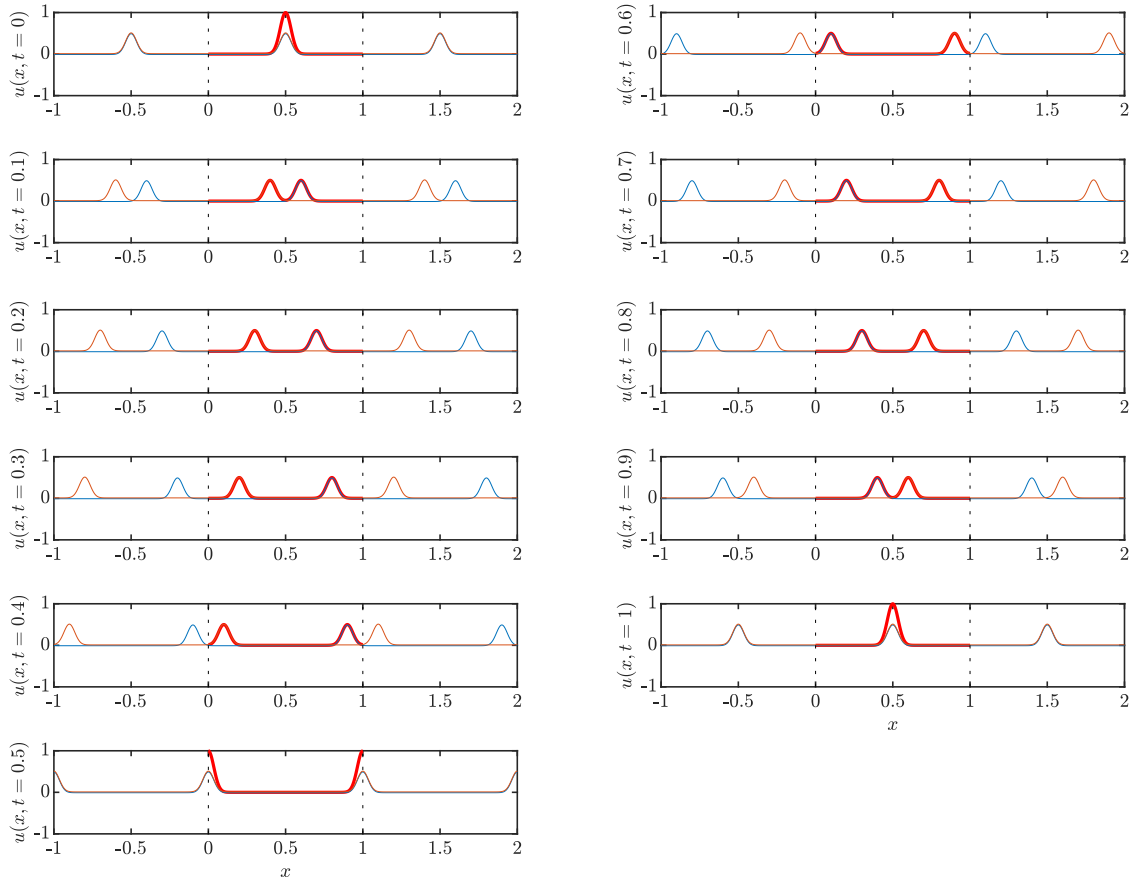 u(x, t = 0)
1
0
-1
-1 -0.5 0 0.5 1 1.5 2
u(x, t = 0.1)
1
0
-1
-1 -0.5 0 0.5 1 1.5 2
u(x, t = 0.2)
1
0
-1
-1 -0.5 0 0.5 1 1.5 2
u(x, t = 0.3)
1
0
-1
-1 -0.5 0 0.5 1 1.5 2
u(x, t = 0.4)
1
0
-1
-1 -0.5 0 0.5 1 1.5 2
u(x, t = 0.5)
1
0
-1
-1 -0.5 0 0.5 1 1.5 2
x
u(x, t = 0.6)
1
0
-1
-1 -0.5 0 0.5 1 1.5 2
u(x, t = 0.7)
1
0
-1
-1 -0.5 0 0.5 1 1.5 2
u(x, t = 0.8)
1
0
-1
-1 -0.5 0 0.5 1 1.5 2
u(x, t = 0.9)
1
0
-1
-1 -0.5 0 0.5 1 1.5 2
u(x, t = 1)
1
0
-1
-1 -0.5 0 0.5 1 1.5 2
x